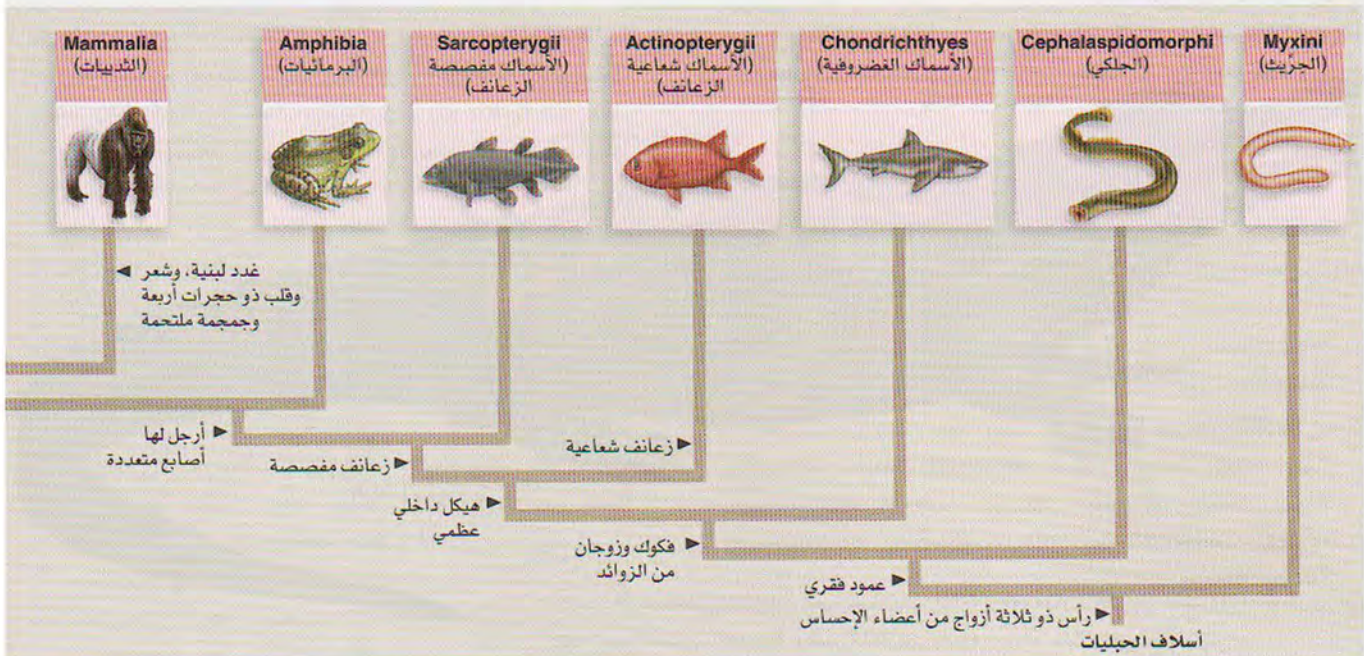 Mammalia
(الثدييات)
Amphibia
(البرمائيات)
Sarcopterygii
(الأسماك مفصصة
الزعانف)
Actinopterygii
(الأسماك شعاعية
الزعانف)
Chondrichthyes
(الأسماك الغضروفية)
Cephalaspidomorphi
(الجلكي)
Myxini
(الجريث)
غدد لبنية، وشعر
وقلب ذو حجرات أربعة
وجمجمة ملتحمة
أرجل لها
أصابع متعددة
زعانف مفصصة
زعانف شعاعية
هيكل داخلي
عظمي
فكوك وزوجان
من الزوائد
عمود فقري
رأس ذو ثلاثة أزواج من أعضاء الإحساس
أسلاف الحبليات